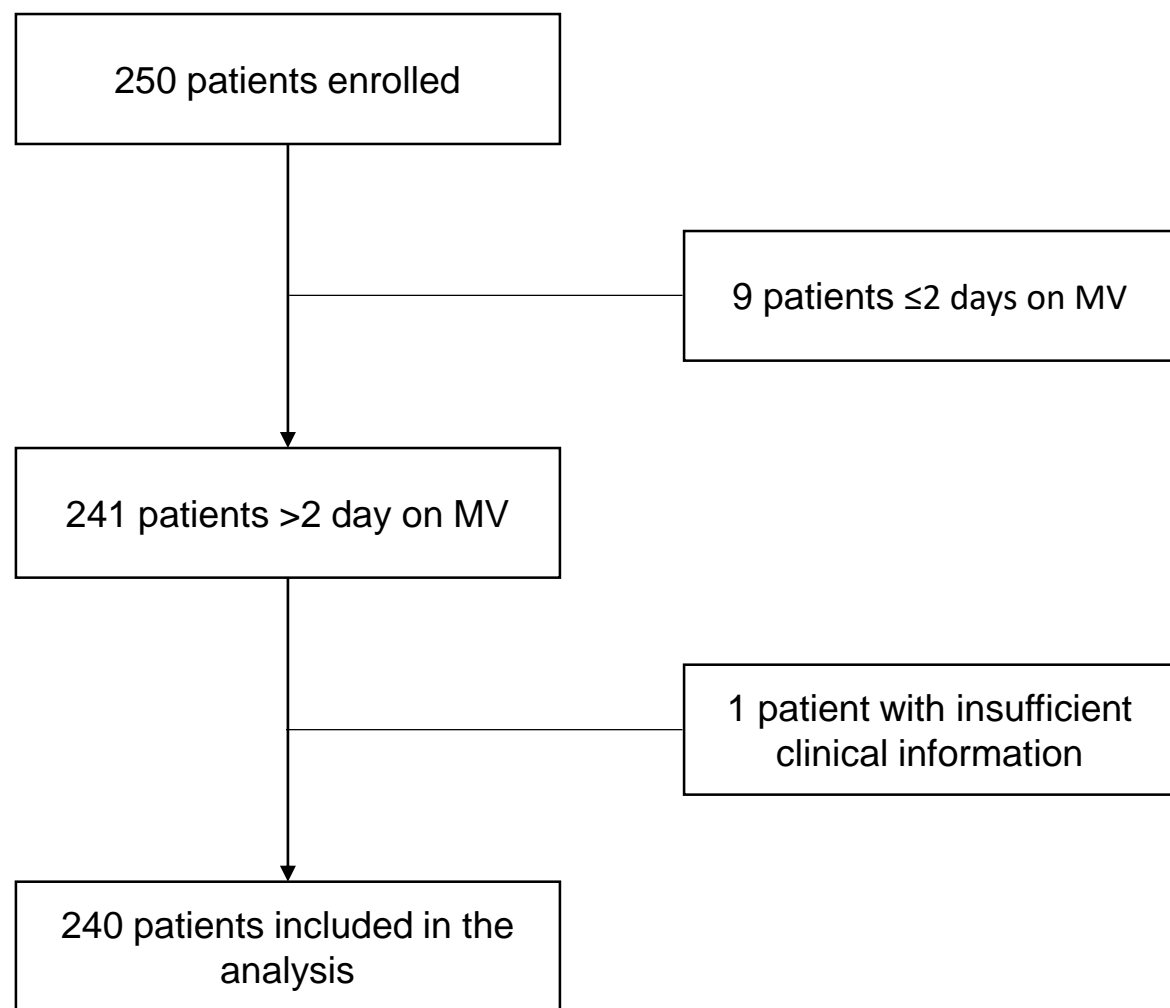 250 patients enrolled
9 patients ≤2 days on MV
241 patients >2 day on MV
1 patient with insufficient
clinical information
240 patients included in the
analysis